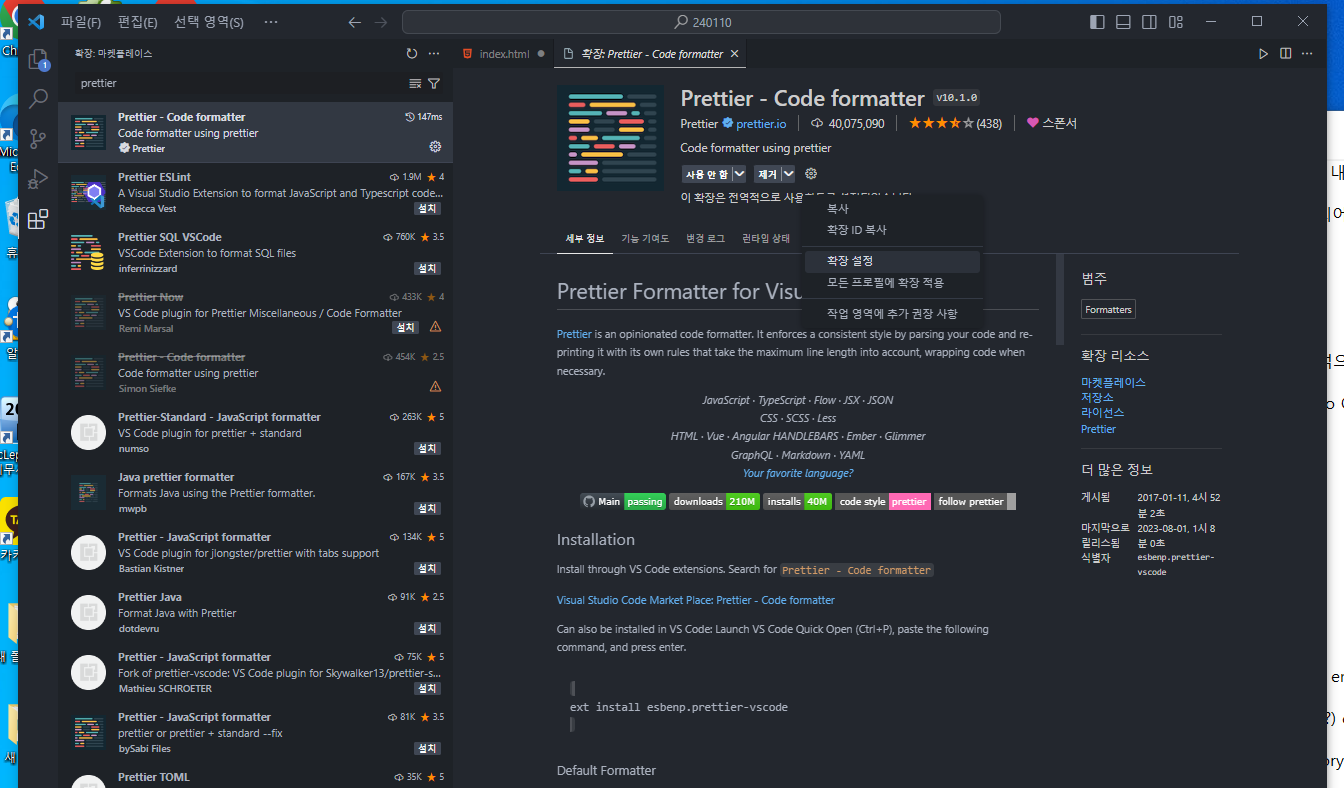 파일(F) 편집(E) 선택 영역(S) ···
240110
확장: 마켓플레이스
index.html
확장: Prettier - Code formatter
prettier
Prettier - Code formatter
147ms
Code formatter using prettier
Prettier
Prettier ESLint
1.9M ★ 4
A Visual Studio Extension to format JavaScript and Typescript code...
Rebecca Vest
설치
Prettier SQL VSCode
760K ★ 3.5
VSCode Extension to format SQL files
inferrinizzard
설치
Prettier Now
433K ★ 4
VS Code plugin for Prettier Miscellaneous / Code Formatter
Remi Marsal
설치
Prettier - Code formatter
454K ★ 2.5
Code formatter using prettier
Simon Siefke
Prettier-Standard - JavaScript formatter
263K ★ 5
VS Code plugin for prettier + standard
numso
설치
Java prettier formatter
167K ★ 3.5
Formats Java using the Prettier formatter.
mwpb
설치
Prettier - JavaScript formatter
134K ★ 5
VS Code plugin for jlongster/prettier with tabs support
Bastian Kistner
설치
Prettier Java
91K ★ 2.5
Format Java with Prettier
dotdevru
설치
Prettier - JavaScript formatter
75K ★ 5
Fork of prettier-vscode: VS Code plugin for Skywalker13/prettier-s...
Mathieu SCHROETER
설치
Prettier - JavaScript formatter
81K ★ 3.5
prettier or prettier + standard --fix
bySabi Files
설치
Prettier TOML
35K ★ 5
Prettier - Code formatter v10.1.0
Prettier prettier.io 40,075,090 (438) 스폰서
Code formatter using prettier
사용 안 함 제거
이 확장은 전역적으로 사용
복사
확장 ID 복사
확장 설정
모든 프로필에 확장 적용
작업 영역에 추가 권장 사항
세부 정보 기능 기여도 변경 로그 런타임 상태
Prettier Formatter for Visu
Prettier is an opinionated code formatter. It enforces a consistent style by parsing your code and re-
printing it with its own rules that take the maximum line length into account, wrapping code when
necessary.
JavaScript · TypeScript · Flow · JSX · JSON
CSS · SCSS · Less
HTML · Vue · Angular HANDLEBARS · Ember · Glimmer
GraphQL · Markdown · YAML
Your favorite language?
Main passing downloads 210M installs 40M code style prettier follow prettier
Installation
Install through VS Code extensions. Search for Prettier - Code formatter
Visual Studio Code Market Place: Prettier - Code formatter
Can also be installed in VS Code: Launch VS Code Quick Open (Ctrl+P), paste the following
command, and press enter.
ext install esbenp.prettier-vscode
Default Formatter
범주
Formatters
확장 리소스
마켓플레이스
저장소
라이선스
Prettier
더 많은 정보
게시됨 2017-01-11, 4시 52
분 2초
마지막으로 2023-08-01, 1시 8
릴리스됨 분 0초
식별자 esbenp.prettier-
vscode